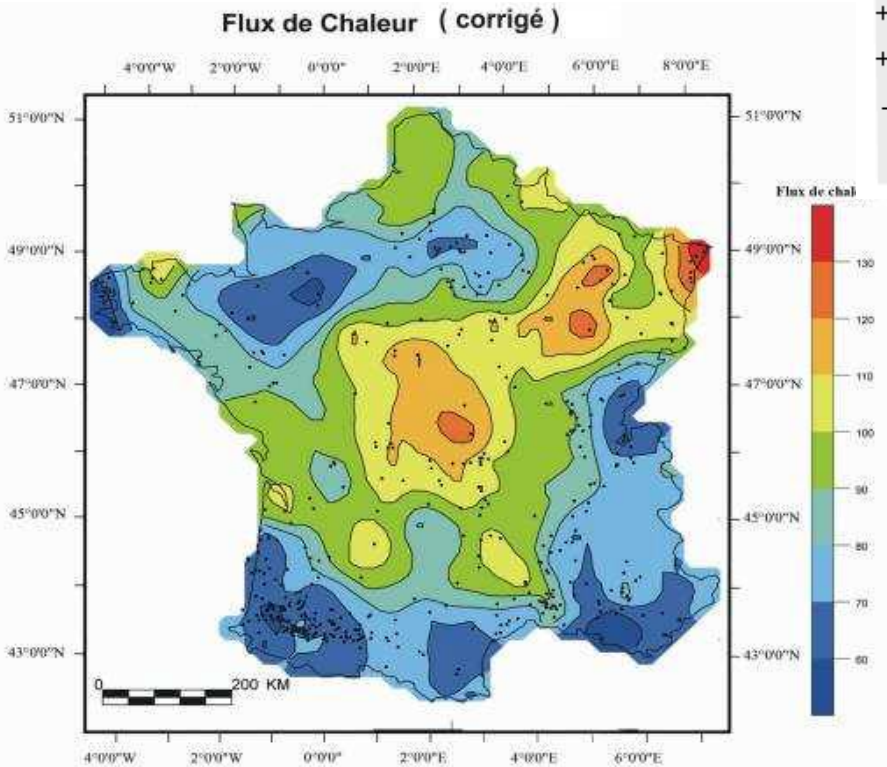 Flux de Chaleur ( corrigé )
+
+
-
4°0'0"W 2°0'0"W 0°0'0" 2°0'0"E 4°0'0"E 6°0'0"E 8°0'0"E
51°0'0"N 51°0'0"N
Flux de chal
49°0'0"N 49°0'0"N
130
120
47°0'0"N 47°0'0"N
110
100
90
45°0'0"N 45°0'0"N
80
70
43°0'0"N 43°0'0"N
60
0 200 KM
4°0'0"W 2°0'0"W 0°0'0" 2°0'0"E 4°0'0"E 6°0'0"E